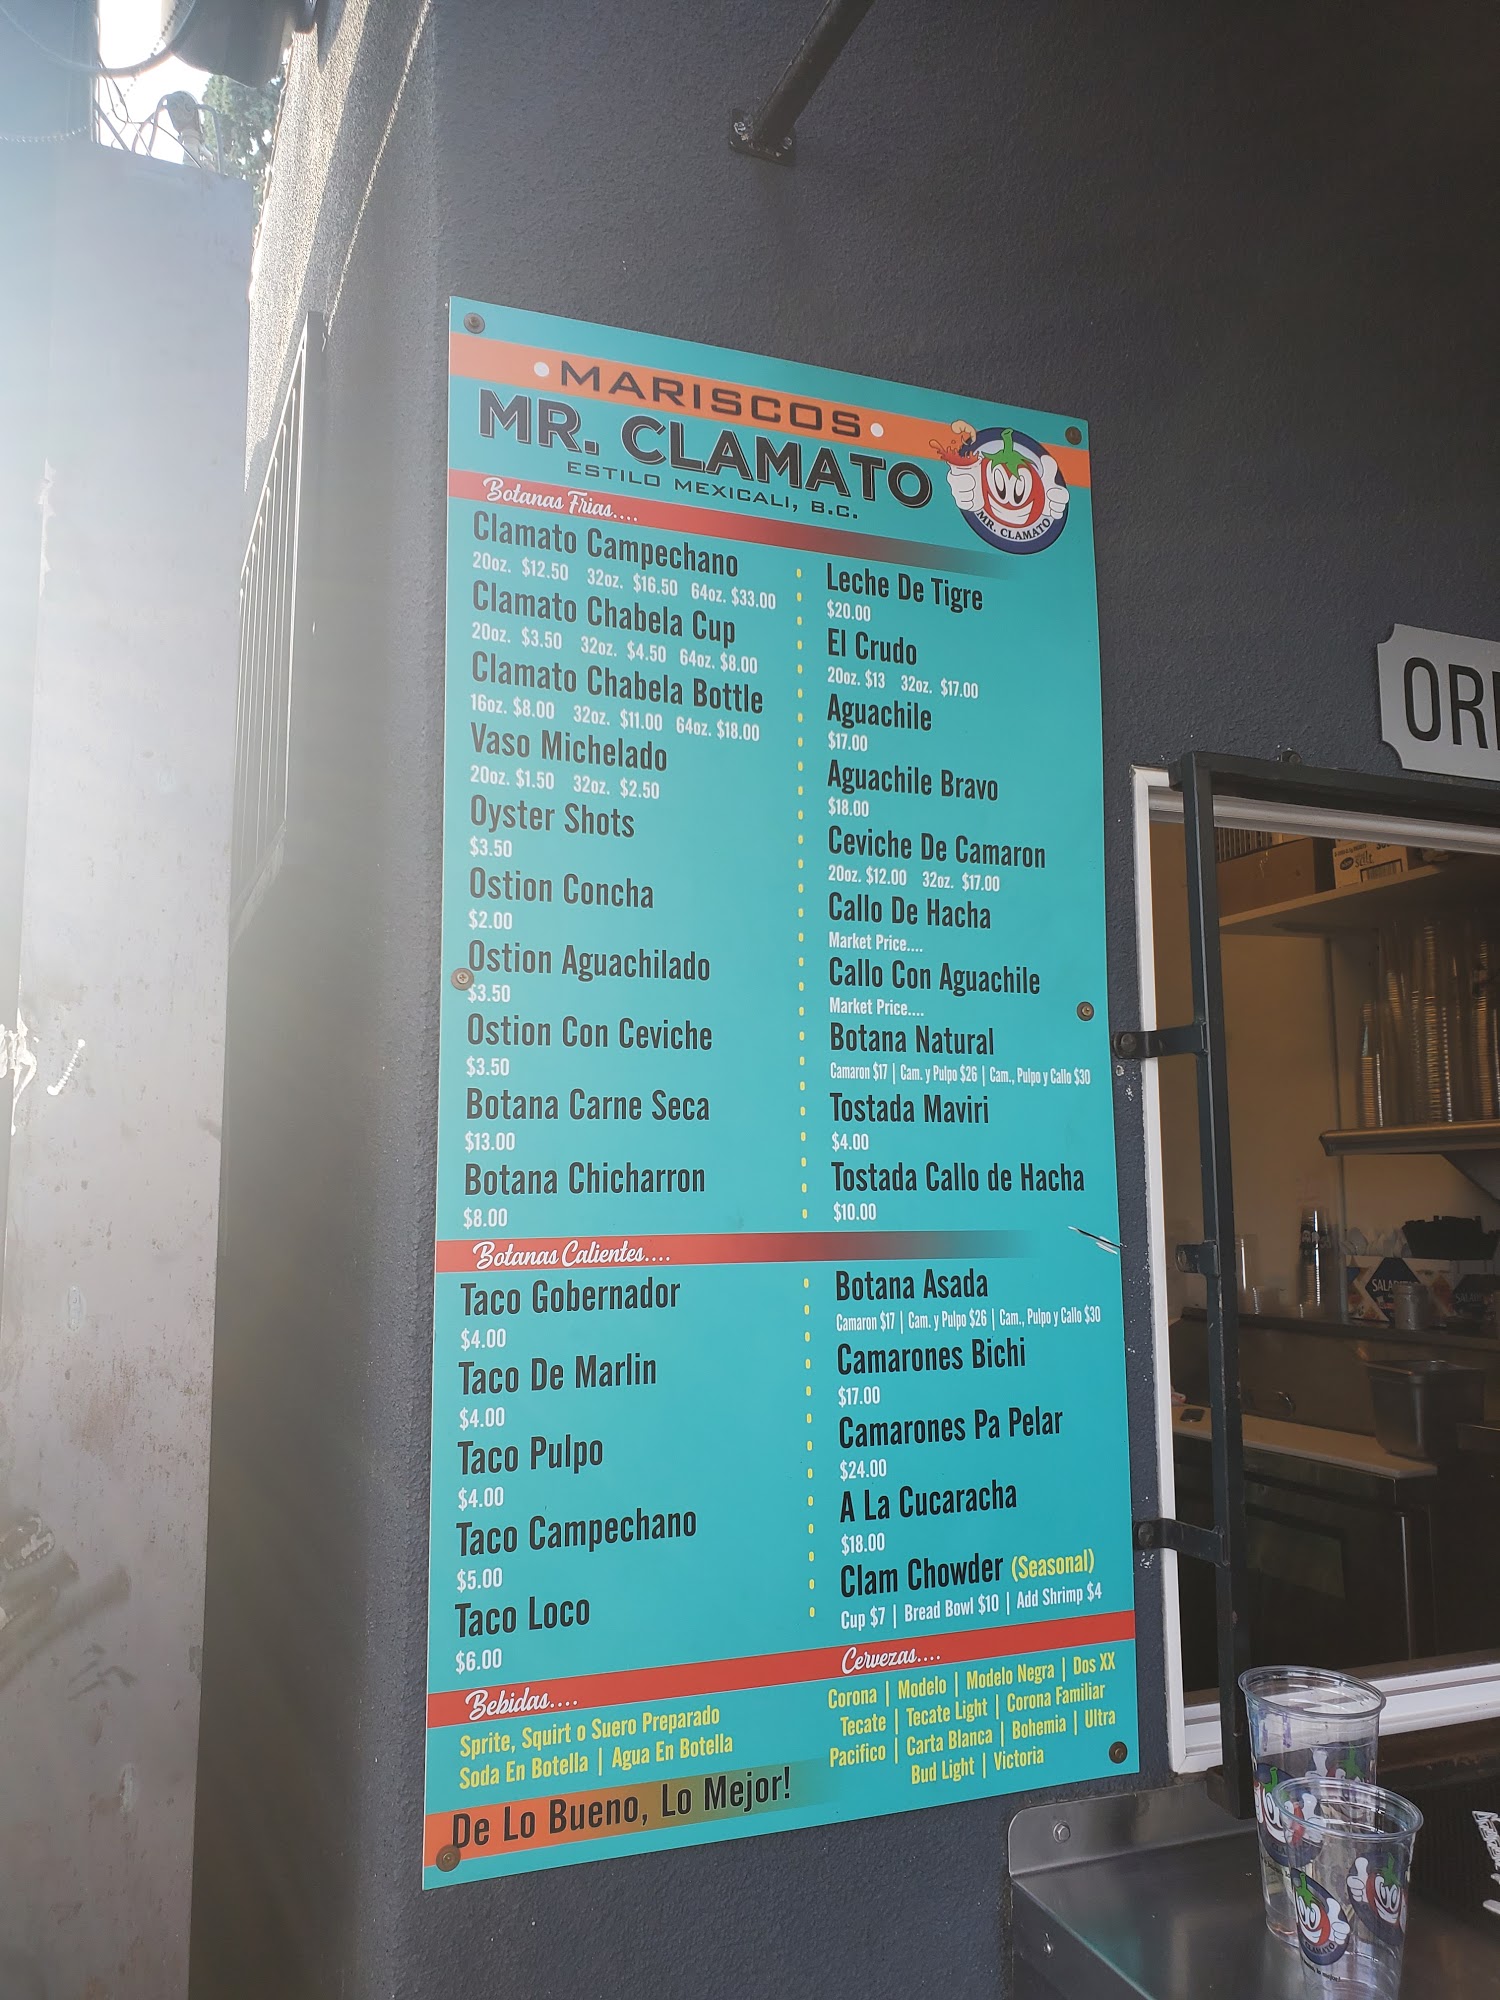 • MARISCOS •
MR. CLAMATO
ESTILO MEXICALI, B.C.
MR. CLAMATO
Botanas Frias....
Clamato Campechano
20oz. $12.50 32oz. $16.50 64oz. $33.00
Clamato Chabela Cup
20oz. $3.50 32oz. $4.50 64oz. $8.00
Clamato Chabela Bottle
16oz. $8.00 32oz. $11.00 64oz. $18.00
Vaso Michelado
20oz. $1.50 32oz. $2.50
Oyster Shots
$3.50
Ostion Concha
$2.00
Ostion Aguachilado
$3.50
Ostion Con Ceviche
$3.50
Botana Carne Seca
$13.00
Botana Chicharron
$8.00
Leche De Tigre
$20.00
El Crudo
20oz. $13 32oz. $17.00
Aguachile
$17.00
Aguachile Bravo
$18.00
Ceviche De Camaron
20oz. $12.00 32oz. $17.00
Callo De Hacha
Market Price....
Callo Con Aguachile
Market Price....
Botana Natural
Camaron $17 | Cam. y Pulpo $26 | Cam., Pulpo y Callo $30
Tostada Maviri
$4.00
Tostada Callo de Hacha
$10.00
Botanas Calientes....
Taco Gobernador
$4.00
Taco De Marlin
$4.00
Taco Pulpo
$4.00
Taco Campechano
$5.00
Taco Loco
$6.00
Botana Asada
Camaron $17 | Cam. y Pulpo $26 | Cam., Pulpo y Callo $30
Camarones Bichi
$17.00
Camarones Pa Pelar
$24.00
A La Cucaracha
$18.00
Clam Chowder (Seasonal)
Cup $7 | Bread Bowl $10 | Add Shrimp $4
Bebidas....
Sprite, Squirt o Suero Preparado
Soda En Botella | Agua En Botella
Cervezas....
Corona | Modelo | Modelo Negra | Dos XX
Tecate | Tecate Light | Corona Familiar
Pacifico | Carta Blanca | Bohemia | Ultra
Bud Light | Victoria
De Lo Bueno, Lo Mejor!